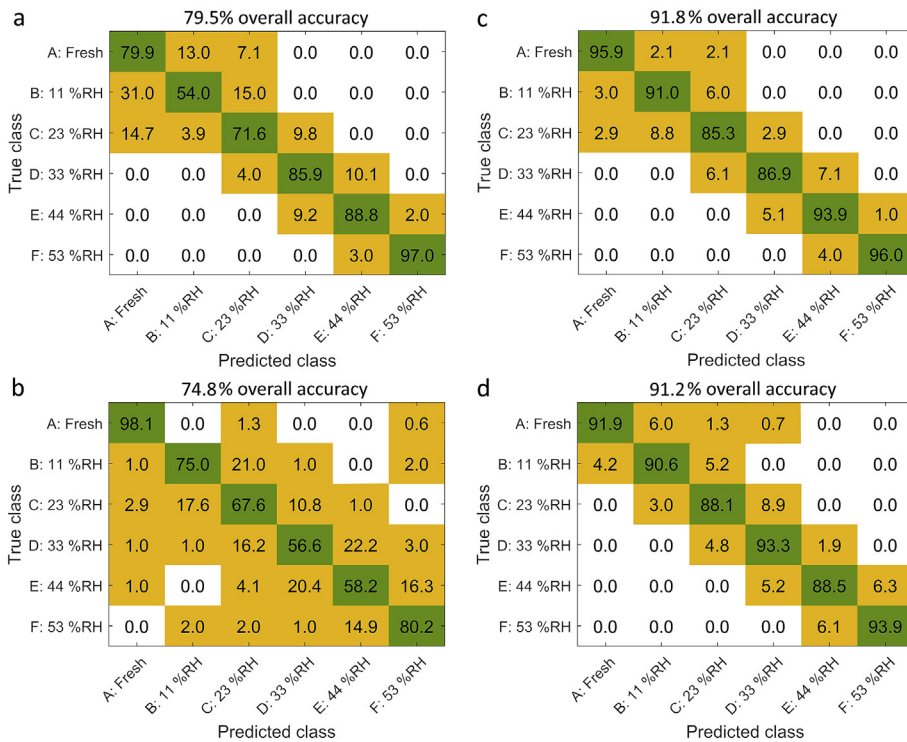 a
79.5% overall accuracy
True class
A: Fresh 79.9 13.0 7.1 0.0 0.0 0.0
B: 11 %RH 31.0 54.0 15.0 0.0 0.0 0.0
C: 23 %RH 14.7 3.9 71.6 9.8 0.0 0.0
D: 33 %RH 0.0 0.0 4.0 85.9 10.1 0.0
E: 44 %RH 0.0 0.0 0.0 9.2 88.8 2.0
F: 53 %RH 0.0 0.0 0.0 0.0 3.0 97.0
A: Fresh B: 11 %RH C: 23 %RH D: 33 %RH E: 44 %RH F: 53 %RH
Predicted class
b
74.8% overall accuracy
True class
A: Fresh 98.1 0.0 1.3 0.0 0.0 0.6
B: 11 %RH 1.0 75.0 21.0 1.0 0.0 2.0
C: 23 %RH 2.9 17.6 67.6 10.8 1.0 0.0
D: 33 %RH 1.0 1.0 16.2 56.6 22.2 3.0
E: 44 %RH 1.0 0.0 4.1 20.4 58.2 16.3
F: 53 %RH 0.0 2.0 2.0 1.0 14.9 80.2
A: Fresh B: 11 %RH C: 23 %RH D: 33 %RH E: 44 %RH F: 53 %RH
Predicted class
c
91.8% overall accuracy
True class
A: Fresh 95.9 2.1 2.1 0.0 0.0 0.0
B: 11 %RH 3.0 91.0 6.0 0.0 0.0 0.0
C: 23 %RH 2.9 8.8 85.3 2.9 0.0 0.0
D: 33 %RH 0.0 0.0 6.1 86.9 7.1 0.0
E: 44 %RH 0.0 0.0 0.0 5.1 93.9 1.0
F: 53 %RH 0.0 0.0 0.0 0.0 4.0 96.0
A: Fresh B: 11 %RH C: 23 %RH D: 33 %RH E: 44 %RH F: 53 %RH
Predicted class
d
91.2% overall accuracy
True class
A: Fresh 91.9 6.0 1.3 0.7 0.0 0.0
B: 11 %RH 4.2 90.6 5.2 0.0 0.0 0.0
C: 23 %RH 0.0 3.0 88.1 8.9 0.0 0.0
D: 33 %RH 0.0 0.0 4.8 93.3 1.9 0.0
E: 44 %RH 0.0 0.0 0.0 5.2 88.5 6.3
F: 53 %RH 0.0 0.0 0.0 0.0 6.1 93.9
A: Fresh B: 11 %RH C: 23 %RH D: 33 %RH E: 44 %RH F: 53 %RH
Predicted class